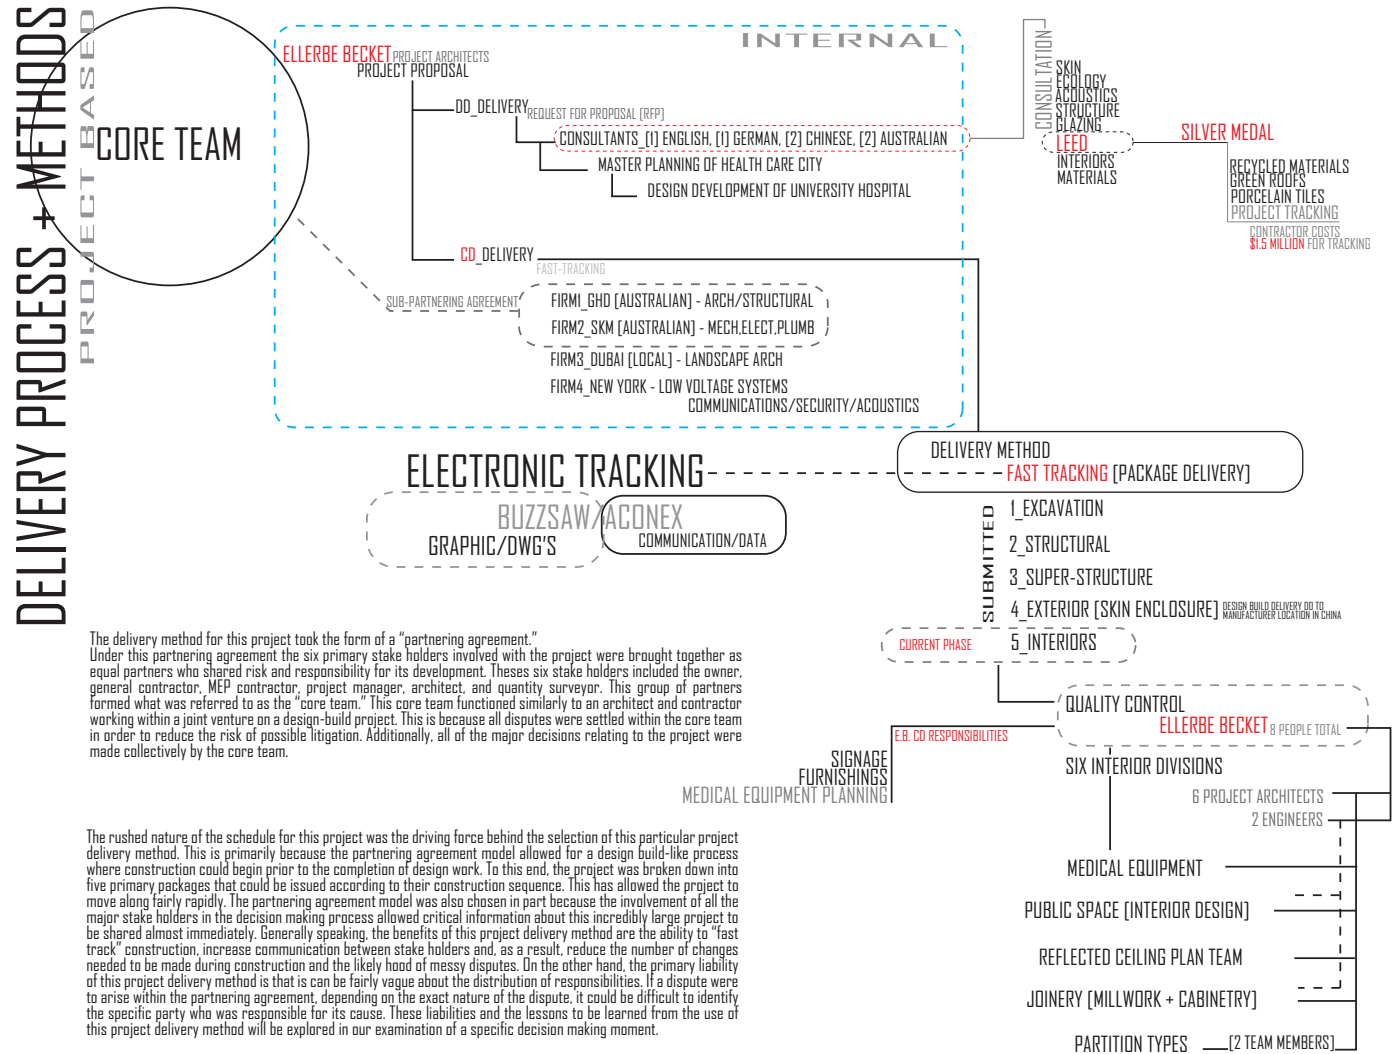 DELIVERY PROCESS + METHODS
PROJECT BASED
CORE TEAM
INTERNAL
ELLERBE BECKET PROJECT ARCHITECTS
PROJECT PROPOSAL
DD_DELIVERY
REQUEST FOR PROPOSAL [RFP]
CONSULTANTS_[1] ENGLISH, [1] GERMAN, [2] CHINESE, [2] AUSTRALIAN
MASTER PLANNING OF HEALTH CARE CITY
DESIGN DEVELOPMENT OF UNIVERSITY HOSPITAL
CD_DELIVERY
FAST-TRACKING
SUB-PARTNERING AGREEMENT
FIRM1_GHD [AUSTRALIAN] - ARCH/STRUCTURAL
FIRM2_SKM [AUSTRALIAN] - MECH,ELECT,PLUMB
FIRM3_DUBAI [LOCAL] - LANDSCAPE ARCH
FIRM4_NEW YORK - LOW VOLTAGE SYSTEMS
COMMUNICATIONS/SECURITY/ACOUSTICS
CONSULTATION
SKIN
ECOLOGY
ACOUSTICS
STRUCTURE
GLAZING
LEED
INTERIORS
MATERIALS
SILVER MEDAL
RECYCLED MATERIALS
GREEN ROOFS
PORCELAIN TILES
PROJECT TRACKING
CONTRACTOR COSTS
$1.5 MILLION FOR TRACKING
ELECTRONIC TRACKING
BUZZSAW/ACONEX
GRAPHIC/DWG'S
COMMUNICATION/DATA
DELIVERY METHOD
FAST TRACKING [PACKAGE DELIVERY]
SUBMITTED
1_EXCAVATION
2_STRUCTURAL
3_SUPER-STRUCTURE
4_EXTERIOR [SKIN ENCLOSURE]
DESIGN BUILD DELIVERY DO TO
MANUFACTURER LOCATION IN CHINA
CURRENT PHASE
5_INTERIORS
QUALITY CONTROL
ELLERBE BECKET 8 PEOPLE TOTAL
E.B. CD RESPONSIBILITIES
SIGNAGE
FURNISHINGS
MEDICAL EQUIPMENT PLANNING
SIX INTERIOR DIVISIONS
6 PROJECT ARCHITECTS
2 ENGINEERS
MEDICAL EQUIPMENT
PUBLIC SPACE [INTERIOR DESIGN]
REFLECTED CEILING PLAN TEAM
JOINERY [MILLWORK + CABINETRY]
PARTITION TYPES
[2 TEAM MEMBERS]
The delivery method for this project took the form of a “partnering agreement.”
Under this partnering agreement the six primary stake holders involved with the project were brought together as
equal partners who shared risk and responsibility for its development. Theses six stake holders included the owner,
general contractor, MEP contractor, project manager, architect, and quantity surveyor. This group of partners
formed what was referred to as the “core team.” This core team functioned similarly to an architect and contractor
working within a joint venture on a design-build project. This is because all disputes were settled within the core team
in order to reduce the risk of possible litigation. Additionally, all of the major decisions relating to the project were
made collectively by the core team.
The rushed nature of the schedule for this project was the driving force behind the selection of this particular project
delivery method. This is primarily because the partnering agreement model allowed for a design build-like process
where construction could begin prior to the completion of design work. To this end, the project was broken down into
five primary packages that could be issued according to their construction sequence. This has allowed the project to
move along fairly rapidly. The partnering agreement model was also chosen in part because the involvement of all the
major stake holders in the decision making process allowed critical information about this incredibly large project to
be shared almost immediately. Generally speaking, the benefits of this project delivery method are the ability to “fast
track” construction, increase communication between stake holders and, as a result, reduce the number of changes
needed to be made during construction and the likely hood of messy disputes. On the other hand, the primary liability
of this project delivery method is that is can be fairly vague about the distribution of responsibilities. If a dispute were
to arise within the partnering agreement, depending on the exact nature of the dispute, it could be difficult to identify
the specific party who was responsible for its cause. These liabilities and the lessons to be learned from the use of
this project delivery method will be explored in our examination of a specific decision making moment.